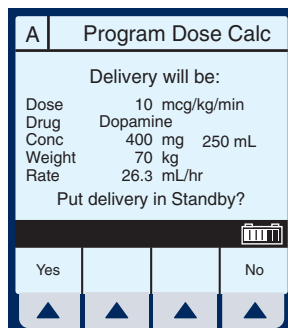 A Program Dose Calc
Delivery will be:
Dose 10 mcg/kg/min
Drug Dopamine
Conc 400 mg 250 mL
Weight 70 kg
Rate 26.3 mL/hr
Put delivery in Standby?
Yes No